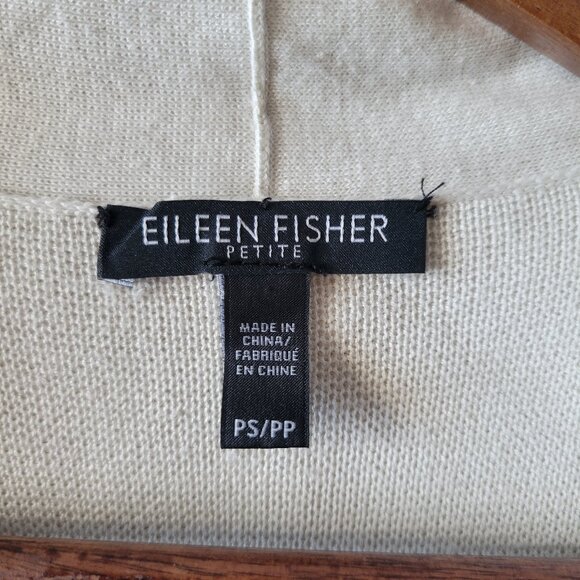 EILEEN FISHER
PETITE
MADE IN
CHINA/
FABRIQUÉ
EN CHINE
PS/PP